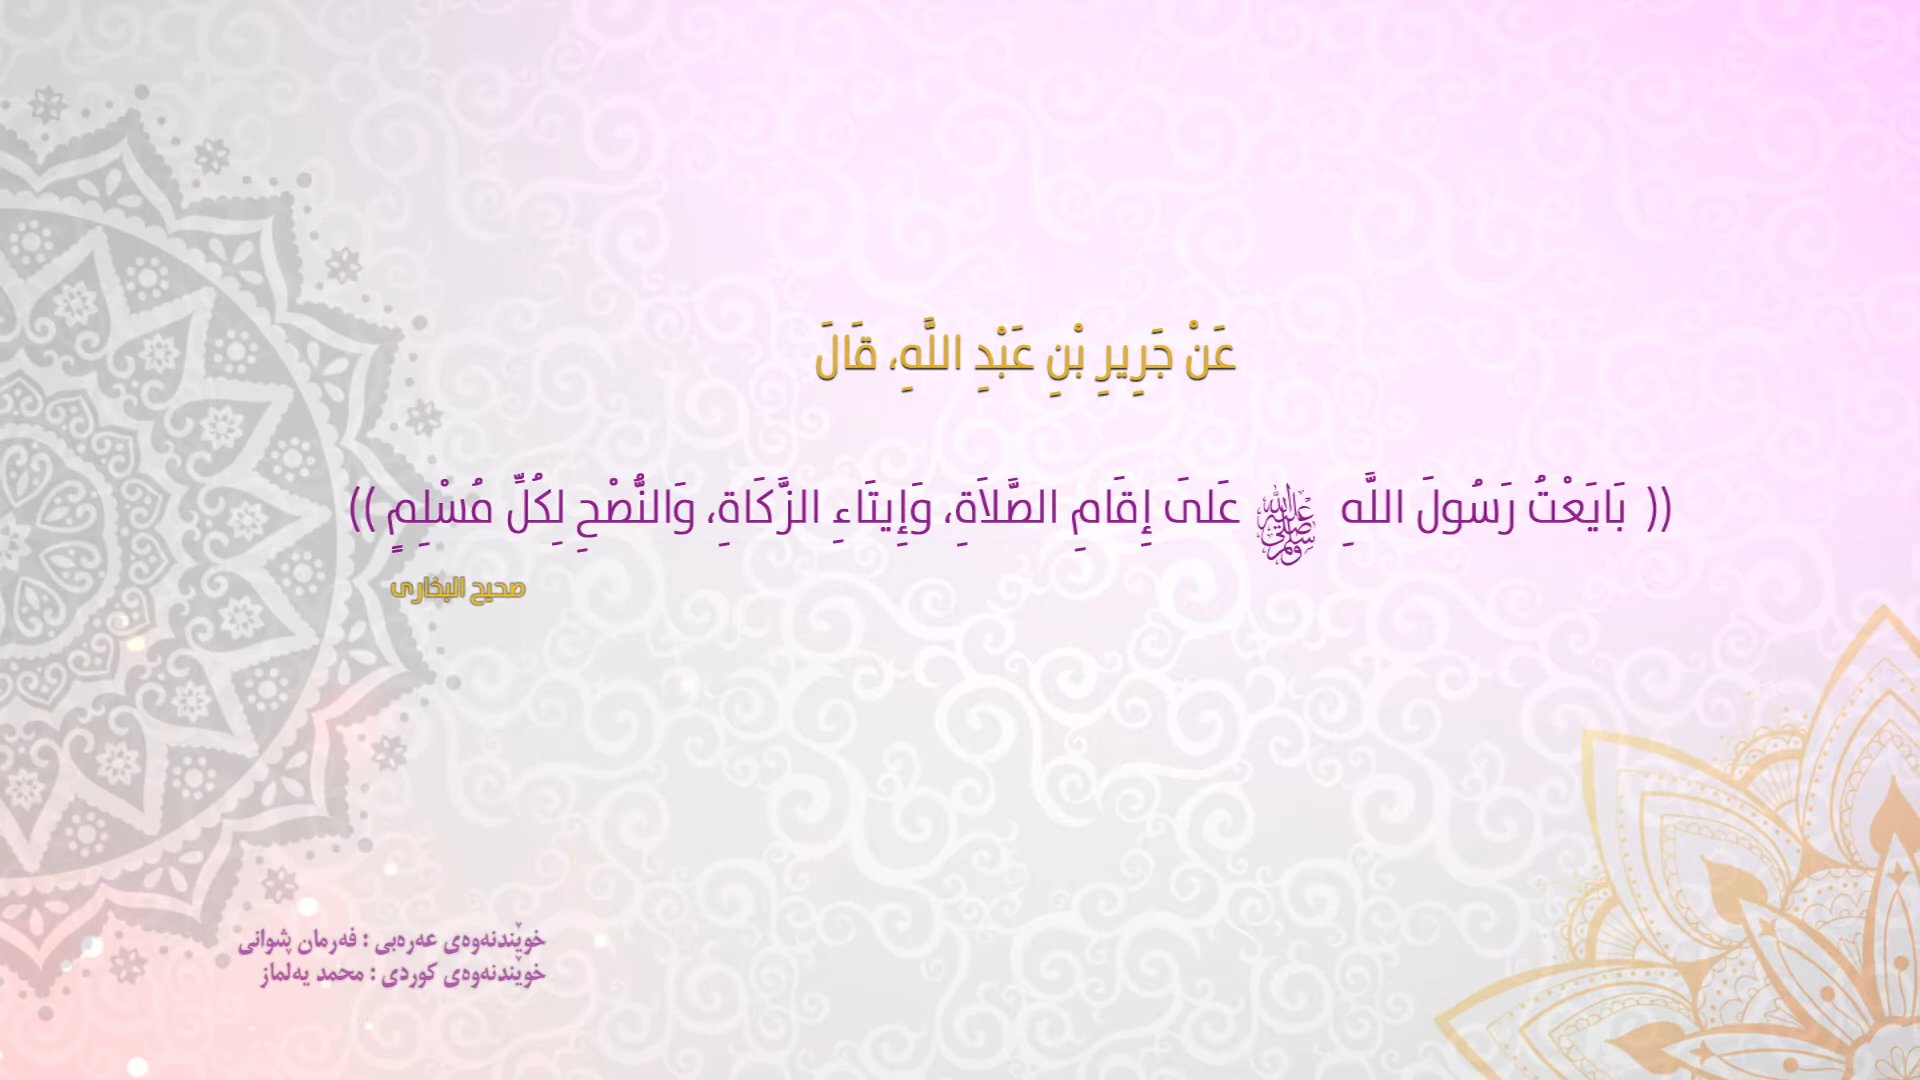 عَنْ جَرِيرِ بْنِ عَبْدِ اللَّهِ، قَالَ
(( بَايَعْتُ رَسُولَ اللَّهِ ﷺ عَلَىَ إِقَامِ الصَّلاَةِ، وَإِيتَاءِ الزَّكَاةِ، وَالنُّصْحِ لِكُلِّ مُسْلِمٍ ))
صحيح البخارى
خوێندنەوەی عەرەبی : فەرمان پشوانی
خوێندنەوەی کوردی : محمد یەلماز